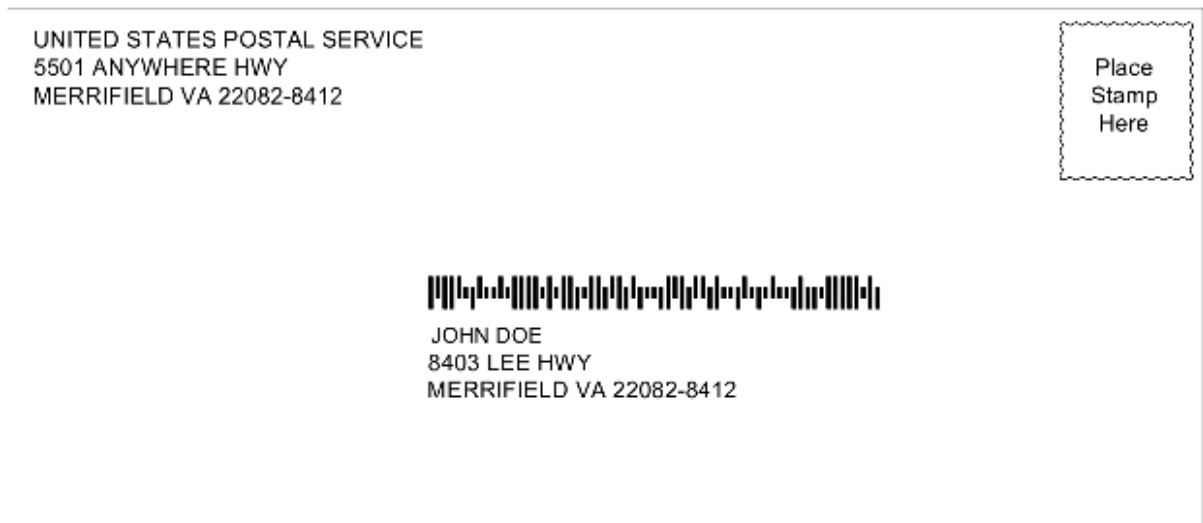 UNITED STATES POSTAL SERVICE
5501 ANYWHERE HWY
MERRIFIELD VA 22082-8412
Place
Stamp
Here
JOHN DOE
8403 LEE HWY
MERRIFIELD VA 22082-8412